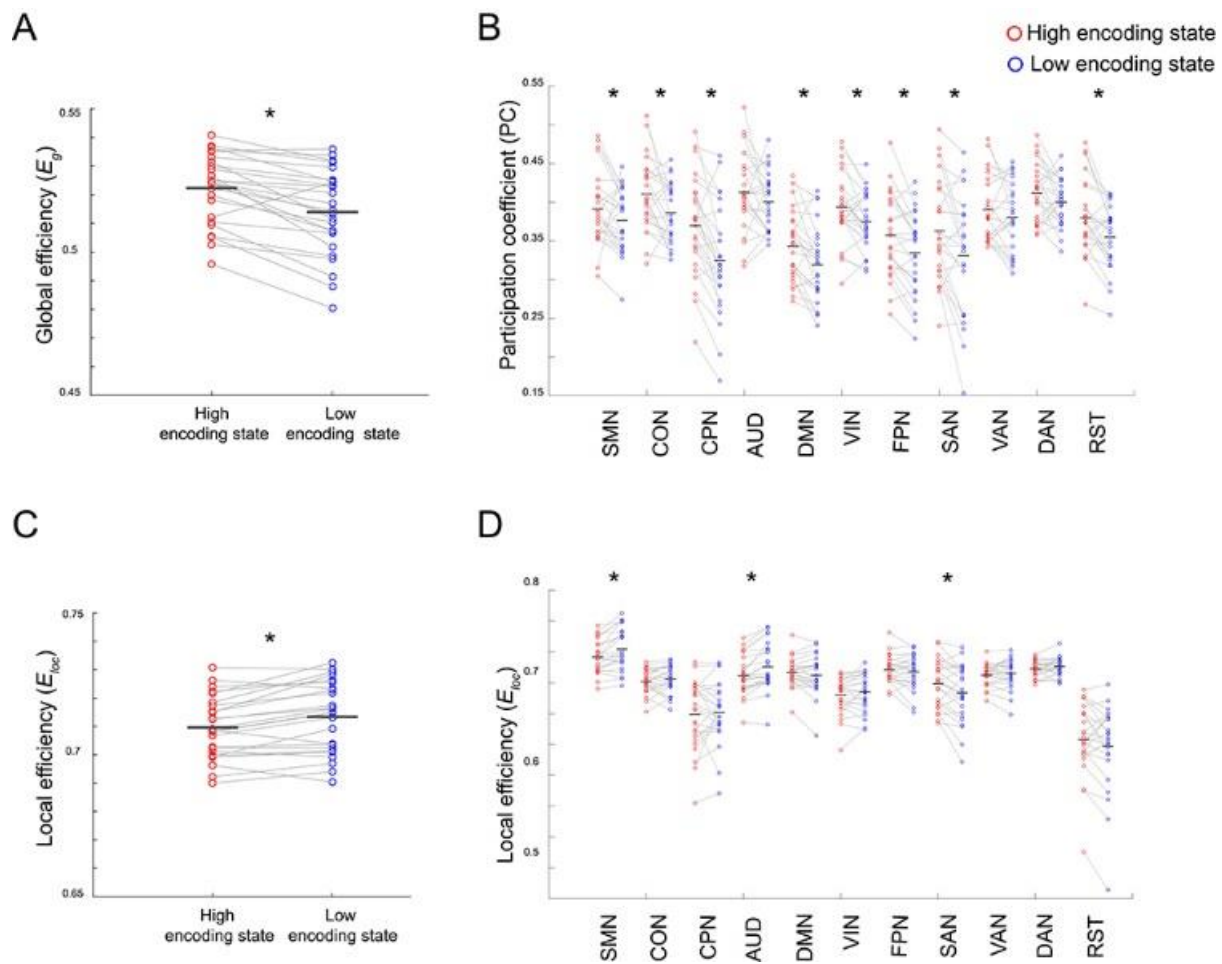 A
B
High encoding state
Low encoding state
*
0.55
0.5
0.45
Global efficiency (Eg)
High
encoding state
Low
encoding state
* * * * * * * *
0.55
0.45
0.35
0.25
0.15
Participation coefficient (PC)
SMN
CON
CPN
AUD
DMN
VIN
FPN
SAN
VAN
DAN
RST
C
D
*
0.75
0.7
0.65
Local efficiency (Eloc)
High
encoding state
Low
encoding state
* * *
0.8
0.7
0.6
0.5
Local efficiency (Eloc)
SMN
CON
CPN
AUD
DMN
VIN
FPN
SAN
VAN
DAN
RST